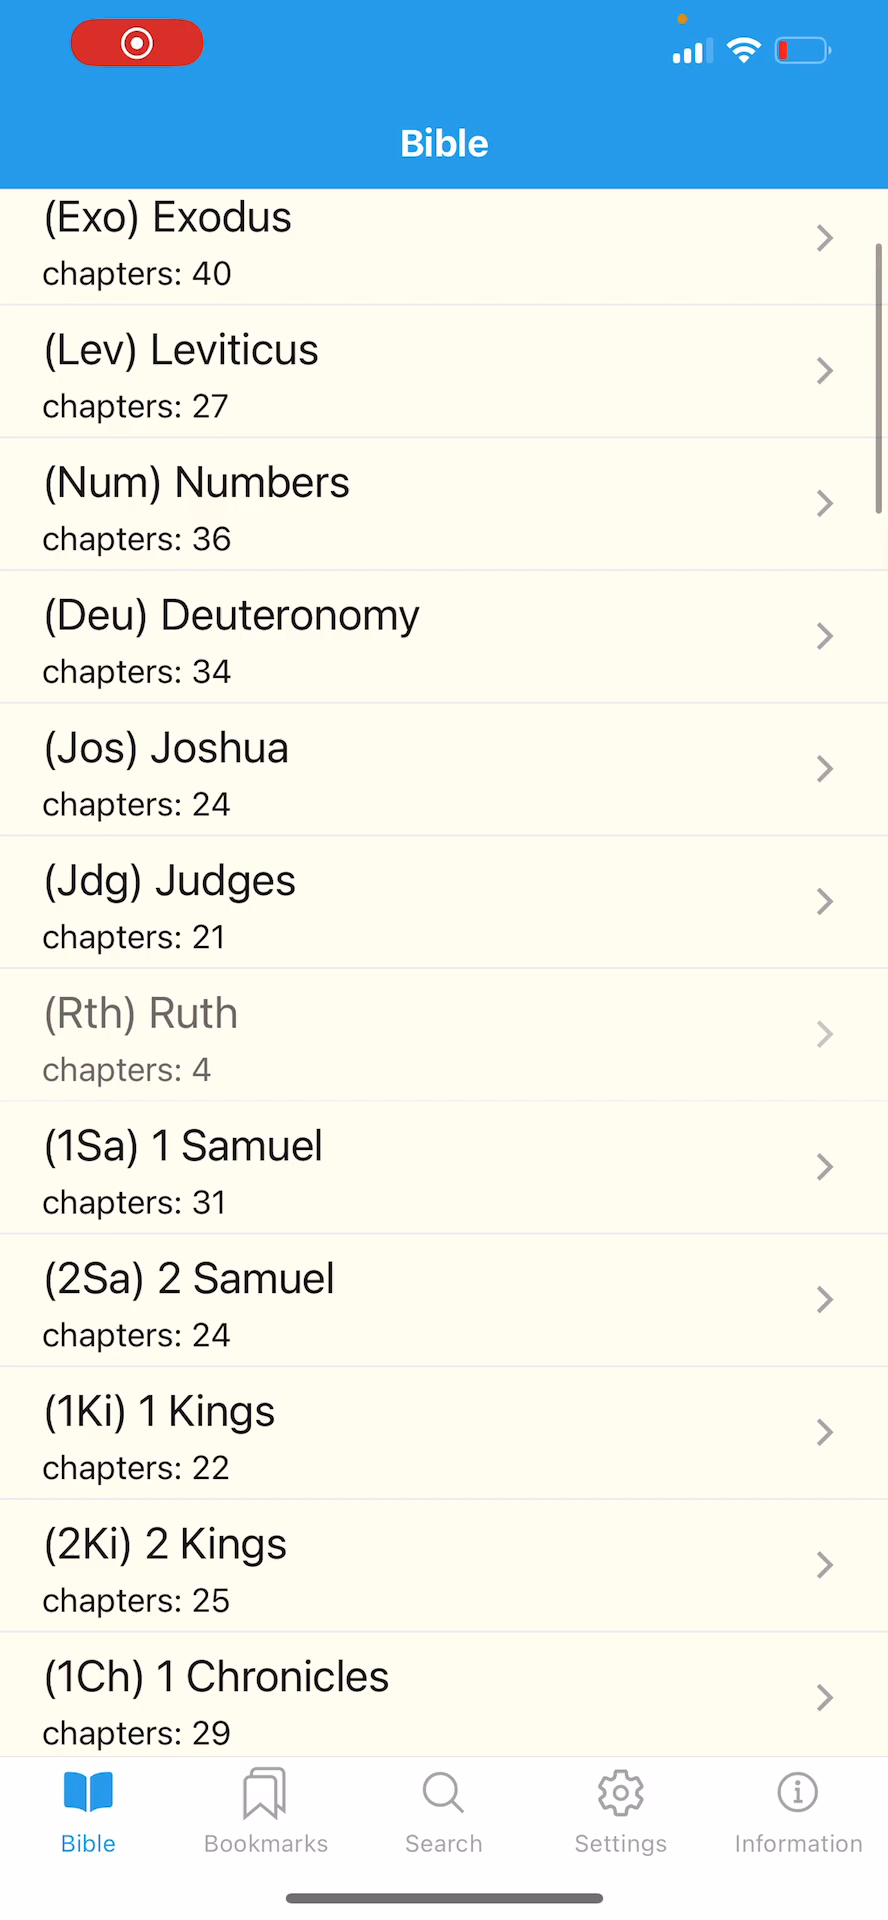 Bible
(Exo) Exodus
chapters: 40
(Lev) Leviticus
chapters: 27
(Num) Numbers
chapters: 36
(Deu) Deuteronomy
chapters: 34
(Jos) Joshua
chapters: 24
(Jdg) Judges
chapters: 21
(Rth) Ruth
chapters: 4
(1Sa) 1 Samuel
chapters: 31
(2Sa) 2 Samuel
chapters: 24
(1Ki) 1 Kings
chapters: 22
(2Ki) 2 Kings
chapters: 25
(1Ch) 1 Chronicles
chapters: 29
Bible Bookmarks Search Settings Information